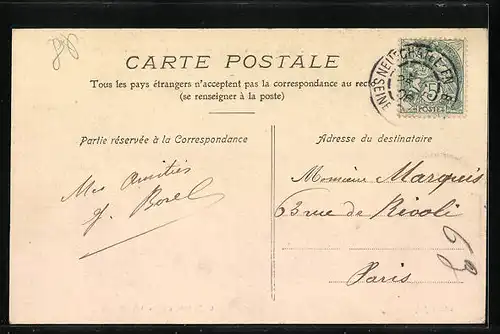 CARTE POSTALE
Tous les pays étrangers n'acceptent pas la correspondance au recto
(se renseigner à la poste)
Partie réservée à la Correspondance
Adresse du destinataire
Mes Amitiés
J. Borel
Monsieur Marquis
63 rue de Rivoli
Paris
63
5
POSTES